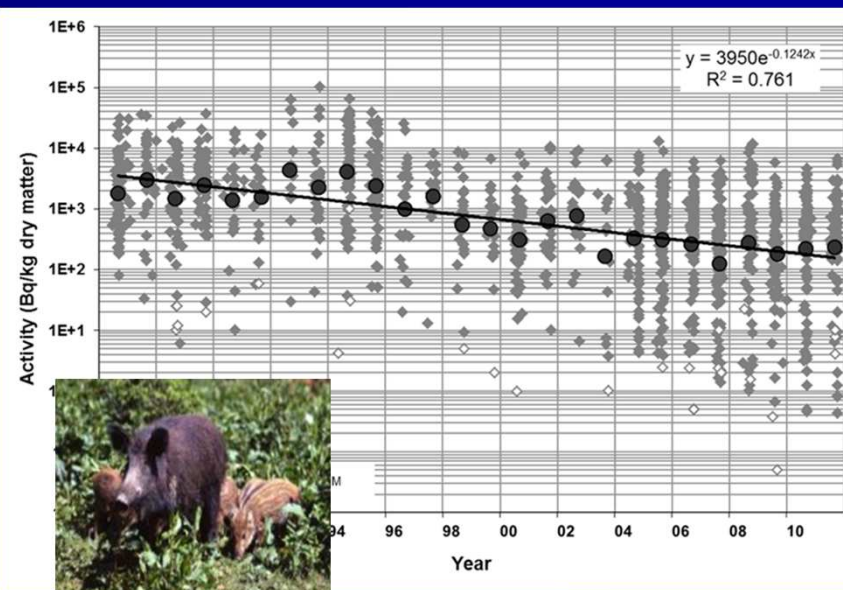 1E+6
y = 3950e^-0.1242x
R² = 0.761
1E+5
1E+4
1E+3
1E+2
1E+1
Activity (Bq/kg dry matter)
94 96 98 00 02 04 06 08 10
Year